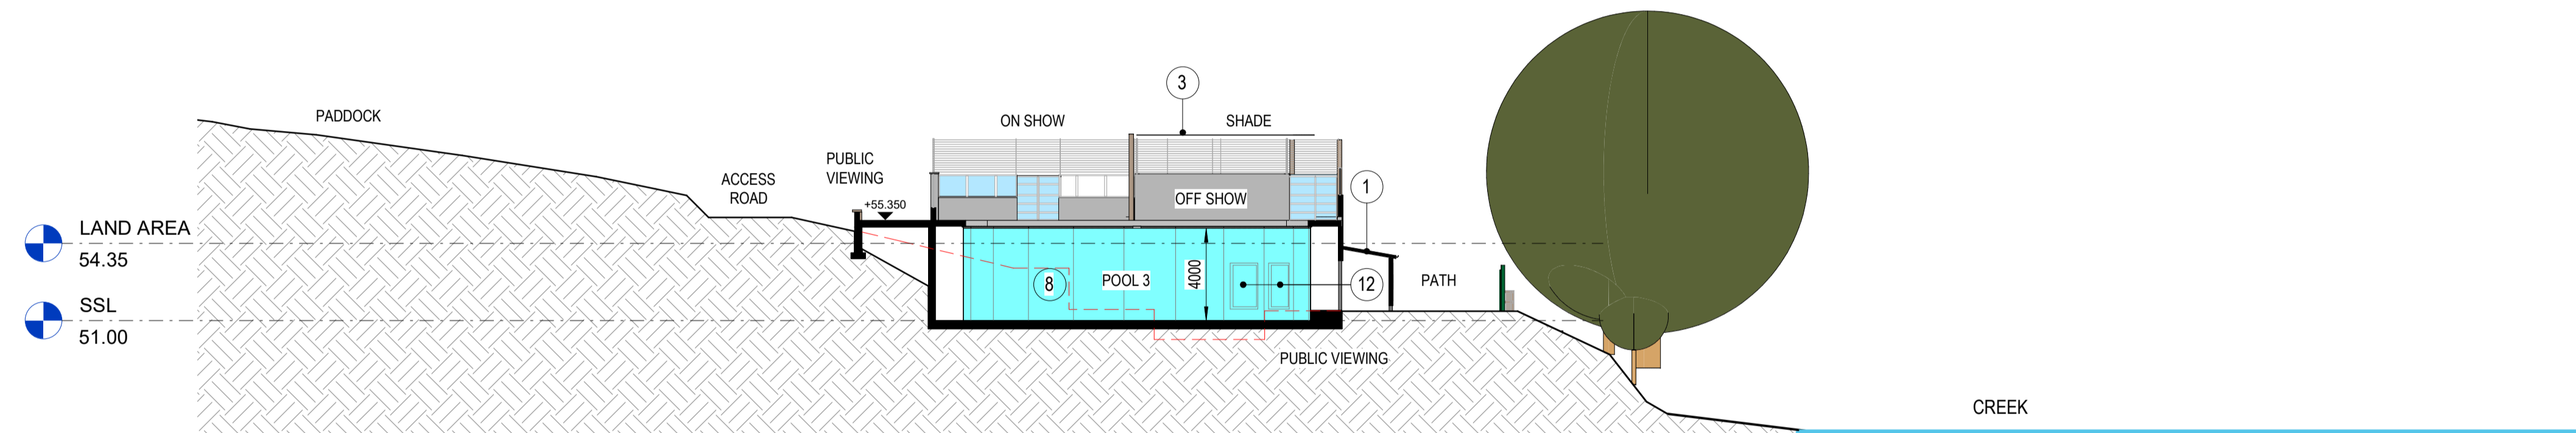 3
PADDOCK
ON SHOW
SHADE
PUBLIC
VIEWING
ACCESS
ROAD
1
OFF SHOW
+55.350
LAND AREA
54.35
8
POOL 3
4000
12
PATH
SSL
51.00
PUBLIC VIEWING
CREEK